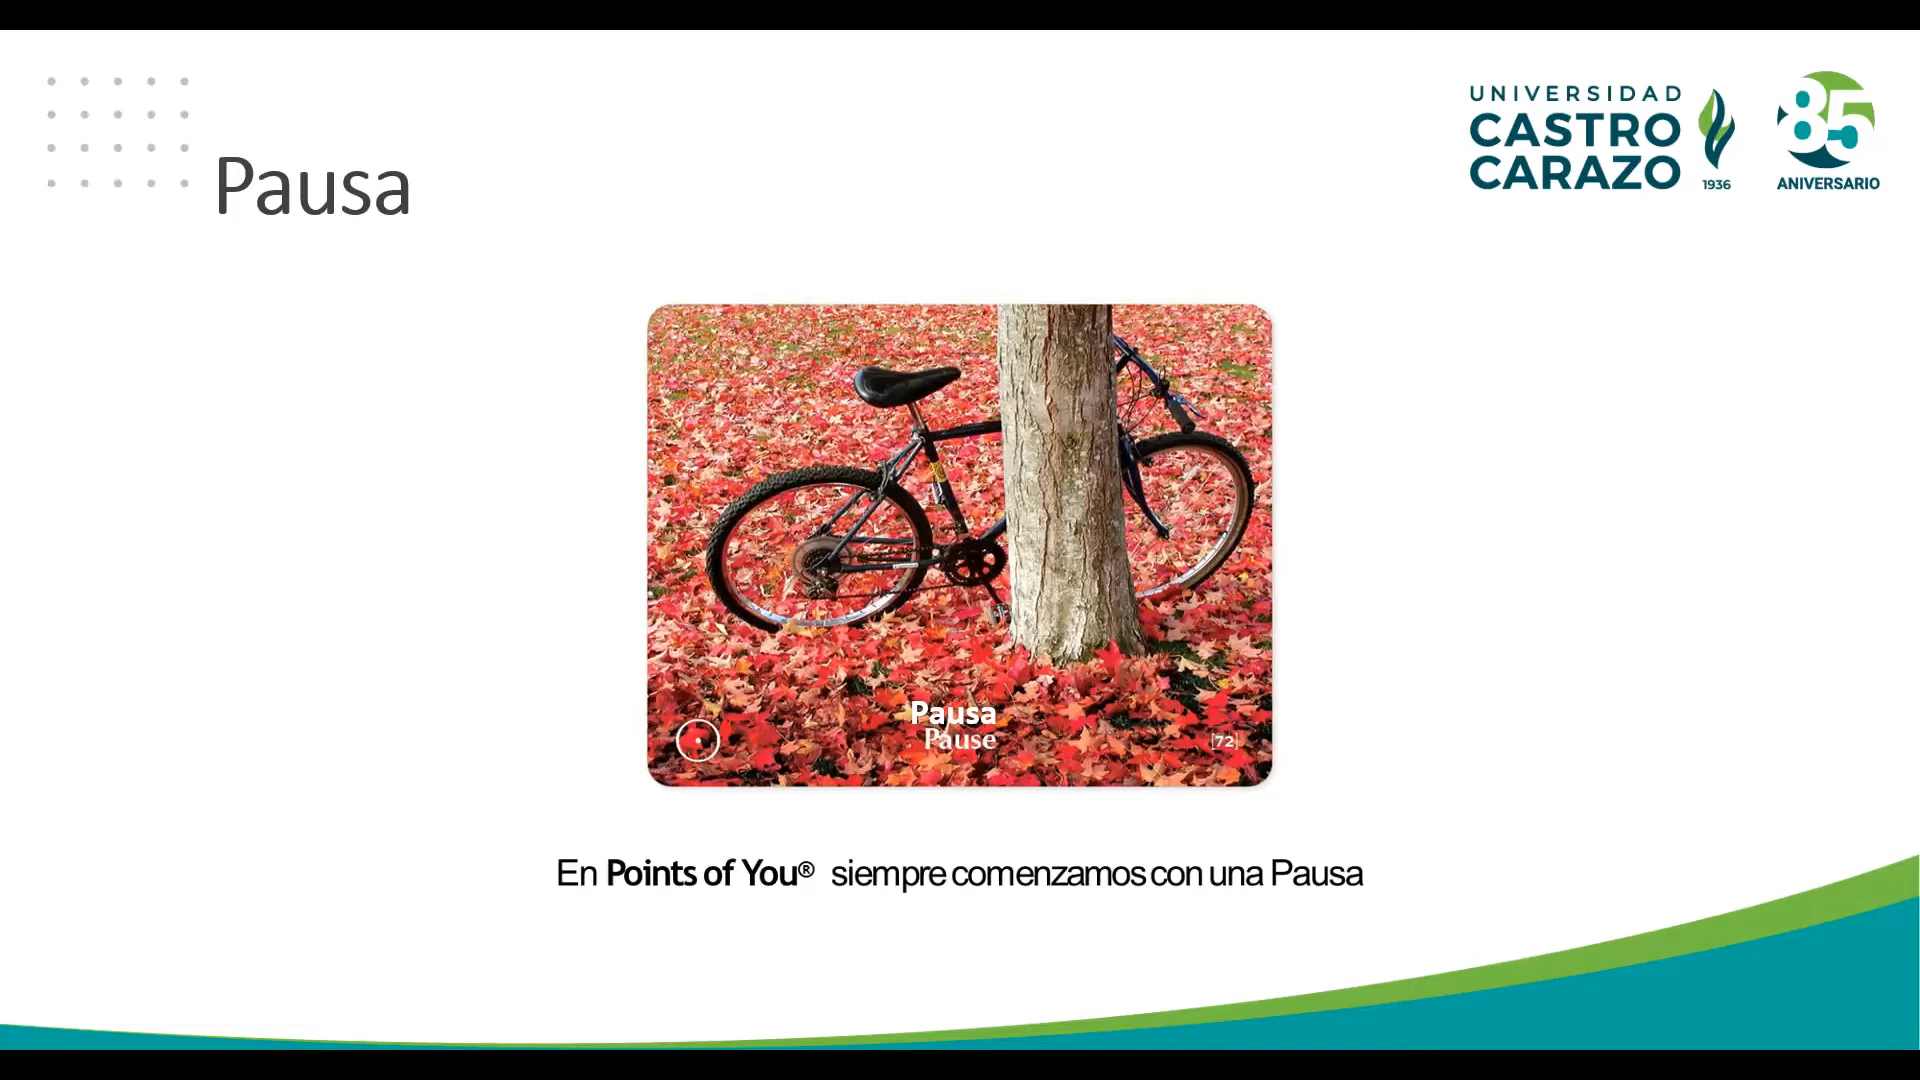 Pausa
UNIVERSIDAD
CASTRO
CARAZO
1936
85
ANIVERSARIO
Pausa
Pause
[72]
En Points of You® siempre comenzamos con una Pausa